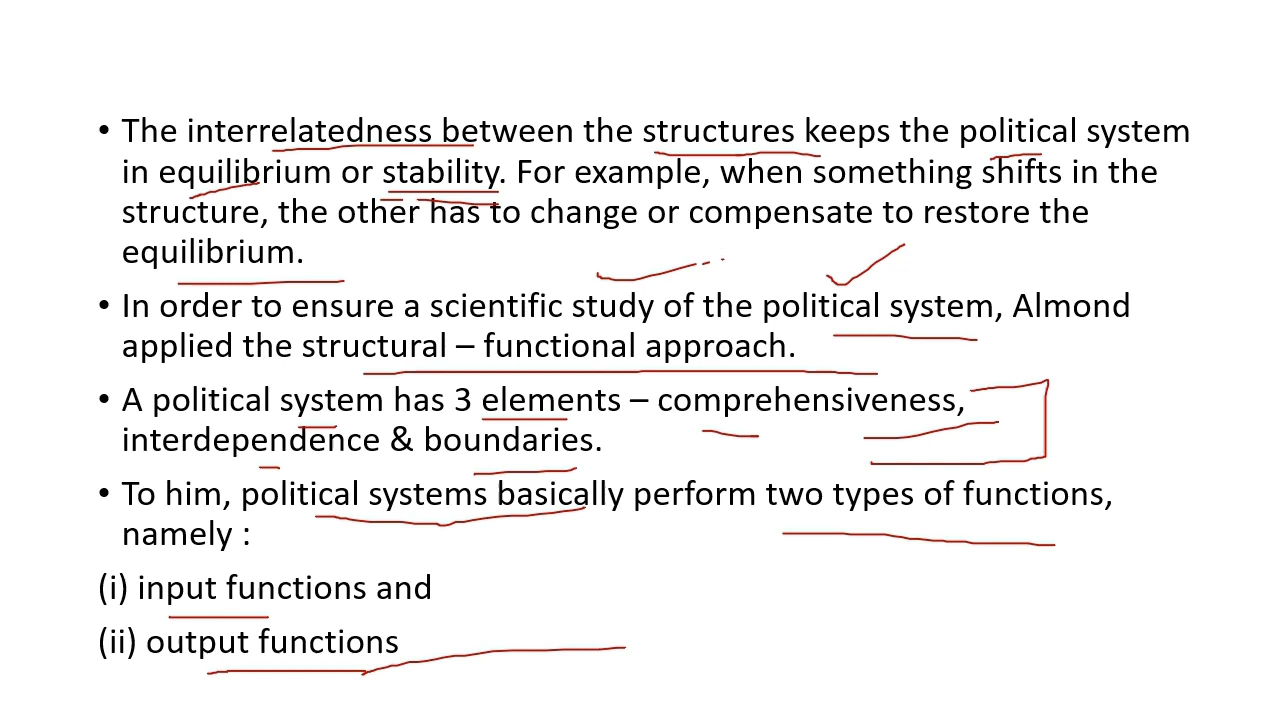 • The interrelatedness between the structures keeps the political system
in equilibrium or stability. For example, when something shifts in the
structure, the other has to change or compensate to restore the
equilibrium.
• In order to ensure a scientific study of the political system, Almond
applied the structural – functional approach.
• A political system has 3 elements – comprehensiveness,
interdependence & boundaries.
• To him, political systems basically perform two types of functions,
namely :
(i) input functions and
(ii) output functions